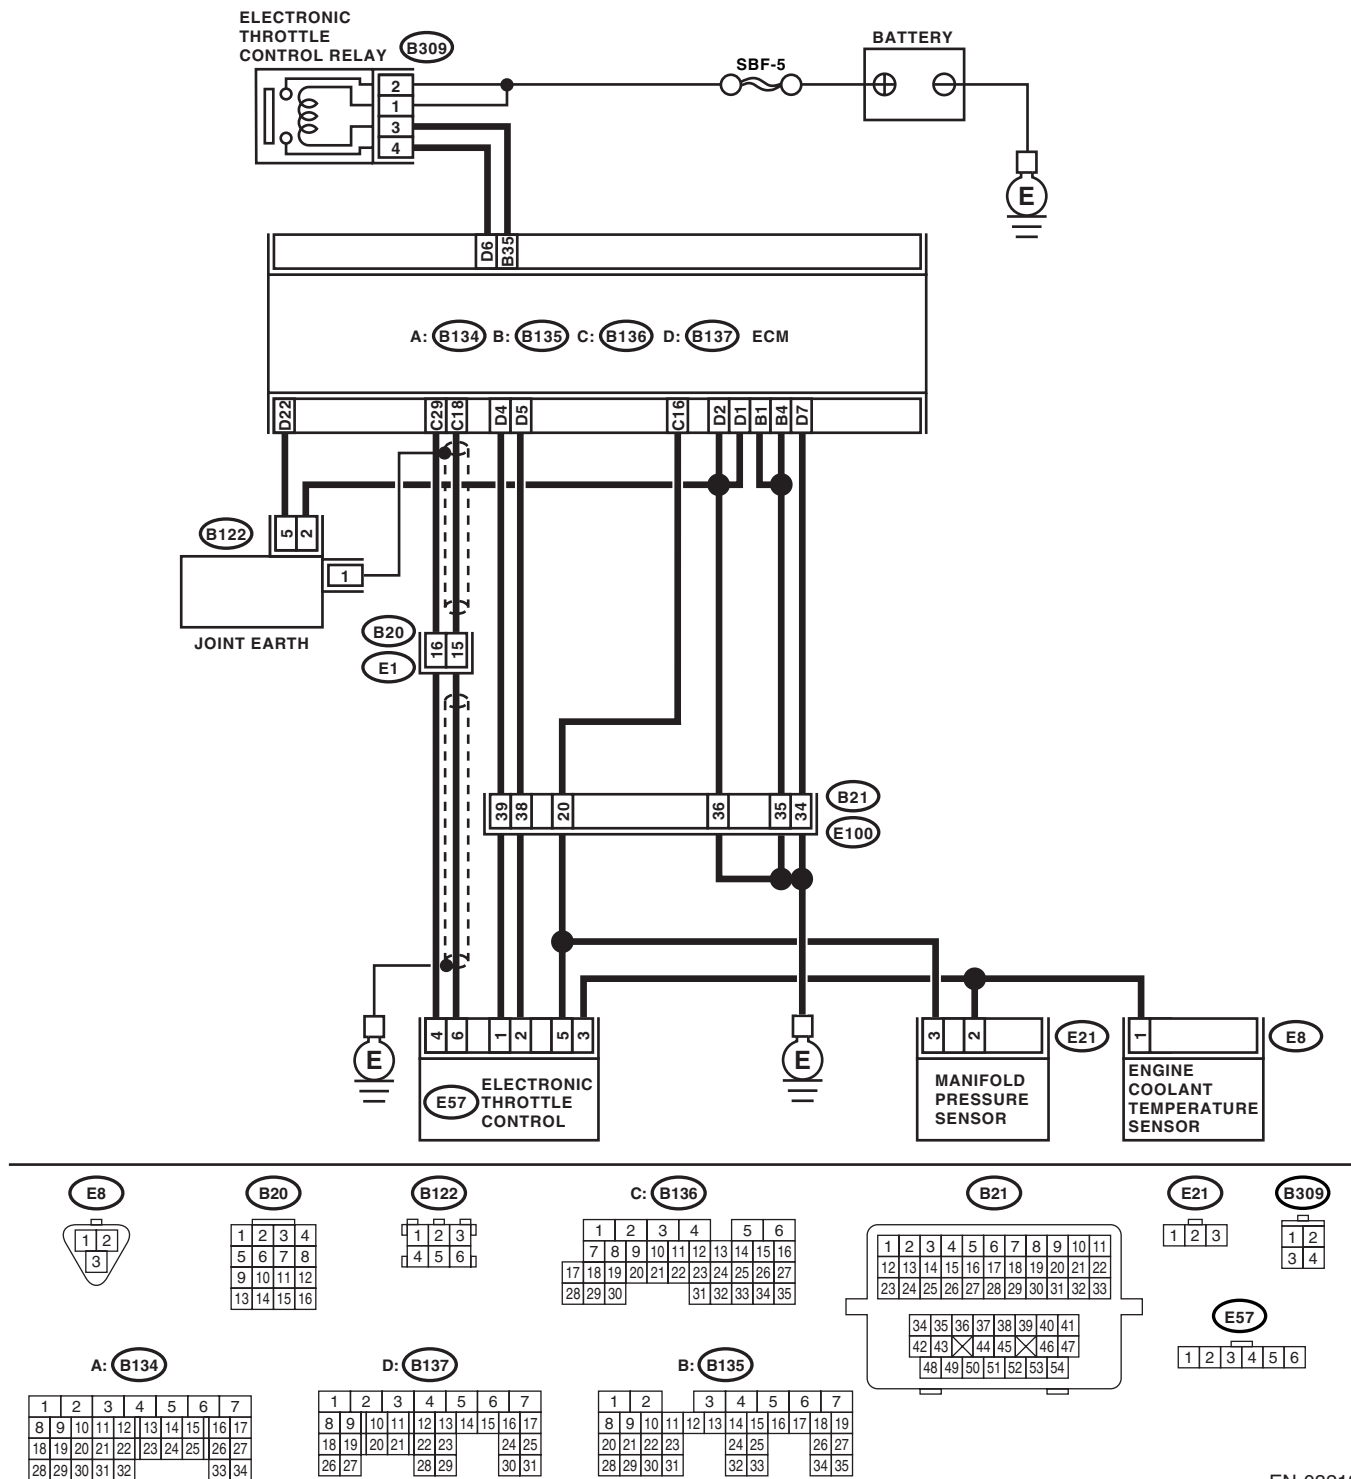 ELECTRONIC
THROTTLE
CONTROL RELAY B309
BATTERY
SBF-5
2
1
3
4
E
D6 B35
A: B134 B: B135 C: B136 D: B137 ECM
D22 C29 C18 D4 D5 C16 D2 D1 B1 B4 D7
B122 5 2
1
JOINT EARTH
B20
16 15
E1
39 38 20 36 35 34
B21
E100
4 6 1 2 5 3
E E
3 2 E21
1 E8
E57 ELECTRONIC
THROTTLE
CONTROL
MANIFOLD
PRESSURE
SENSOR
ENGINE
COOLANT
TEMPERATURE
SENSOR
E8
1 2
3
B20
1 2 3 4
5 6 7 8
9 10 11 12
13 14 15 16
B122
1 2 3
4 5 6
C: B136
1 2 3 4 5 6
7 8 9 10 11 12 13 14 15 16
17 18 19 20 21 22 23 24 25 26 27
28 29 30 31 32 33 34 35
B21
1 2 3 4 5 6 7 8 9 10 11
12 13 14 15 16 17 18 19 20 21 22
23 24 25 26 27 28 29 30 31 32 33
34 35 36 37 38 39 40 41
42 43 44 45 46 47
48 49 50 51 52 53 54
E21
1 2 3
B309
1 2
3 4
E57
1 2 3 4 5 6
A: B134
1 2 3 4 5 6 7
8 9 10 11 12 13 14 15 16 17
18 19 20 21 22 23 24 25 26 27
28 29 30 31 32 33 34
D: B137
1 2 3 4 5 6 7
8 9 10 11 12 13 14 15 16 17
18 19 20 21 22 23 24 25
26 27 28 29 30 31
B: B135
1 2 3 4 5 6 7
8 9 10 11 12 13 14 15 16 17 18 19
20 21 22 23 24 25 26 27
28 29 30 31 32 33 34 35